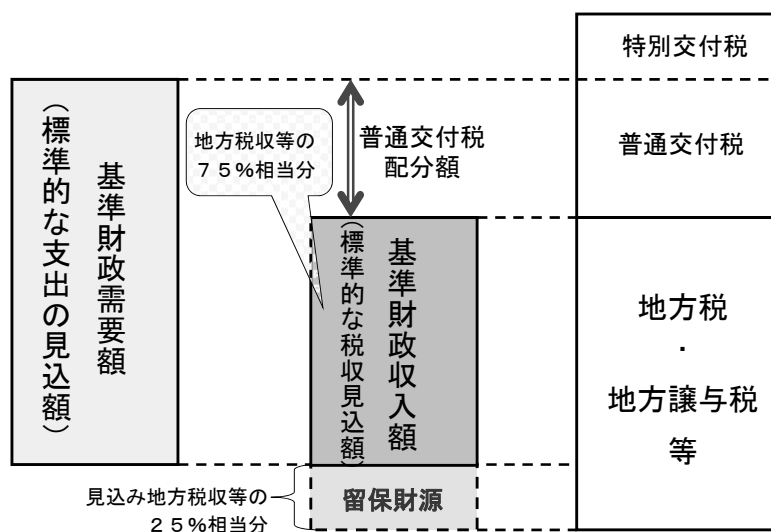 基準財政需要額
（標準的な支出の見込額）
地方税収等の
７５%相当分
普通交付税
配分額
基準財政収入額
（標準的な税収見込額）
留保財源
見込み地方税収等の
２５%相当分
特別交付税
普通交付税
地方税
・
地方譲与税
等